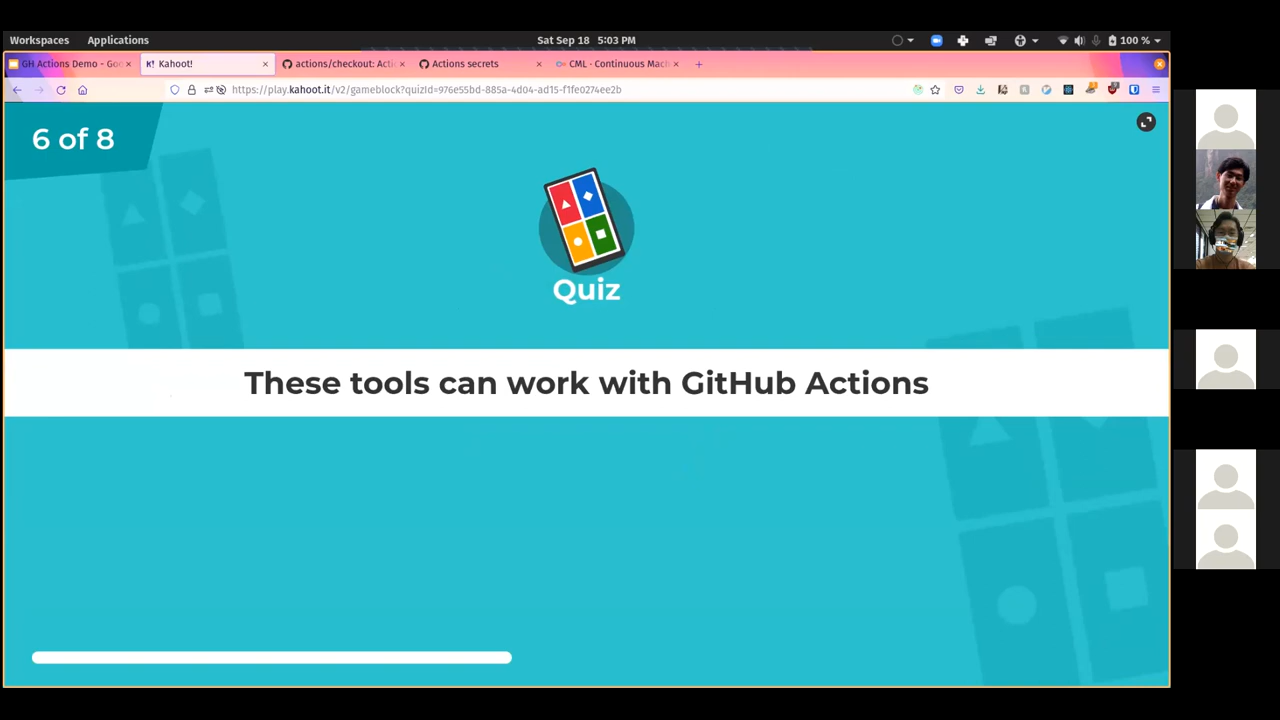 Workspaces Applications Sat Sep 18 5:03 PM 100 %
GH Actions Demo - Goo Kahoot! actions/checkout: Acti Actions secrets CML · Continuous Mach
https://play.kahoot.it/v2/gameblock?quizId=976e55bd-885a-4d04-ad15-f1fe0274ee2b
6 of 8
Quiz
These tools can work with GitHub Actions